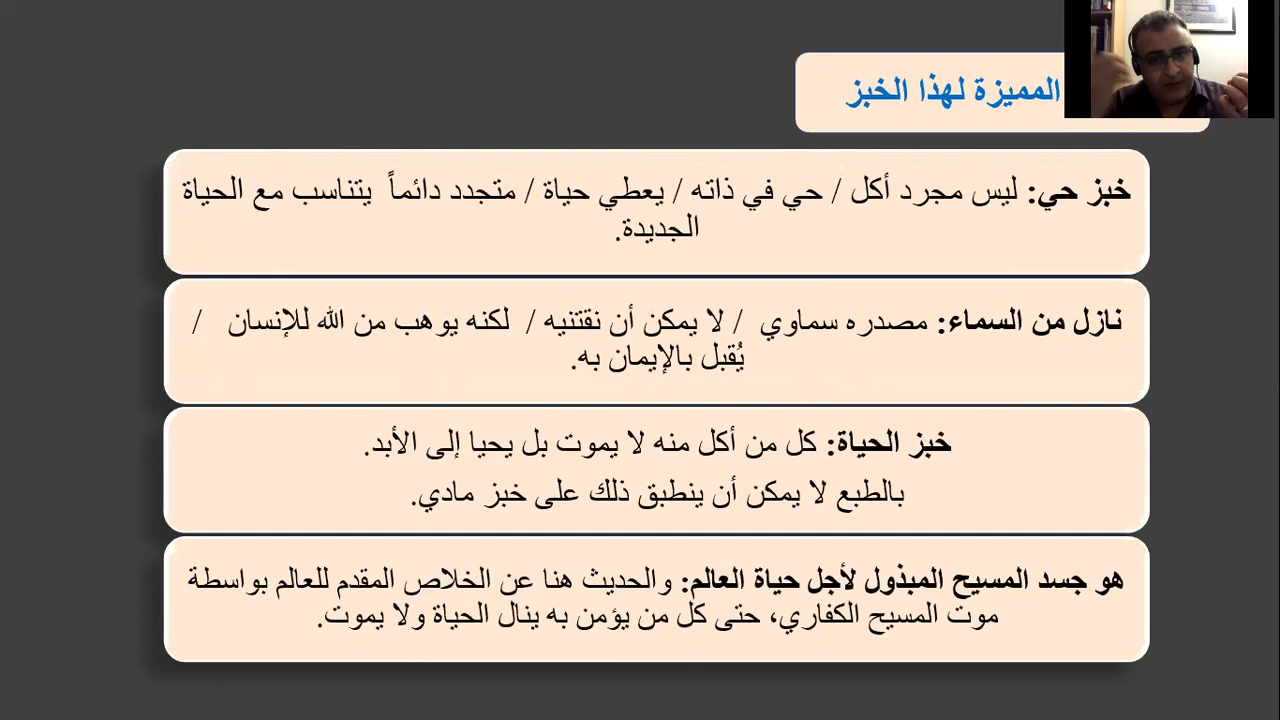 المميزة لهذا الخبز
خبز حي: ليس مجرد أكل / حي في ذاته / يعطي حياة / متجدد دائماً يتناسب مع الحياة
الجديدة.
نازل من السماء: مصدره سماوي / لا يمكن أن نقتنيه / لكنه يوهب من الله للإنسان /
يُقبل بالإيمان به.
خبز الحياة: كل من أكل منه لا يموت بل يحيا إلى الأبد.
بالطبع لا يمكن أن ينطبق ذلك على خبز مادي.
هو جسد المسيح المبذول لأجل حياة العالم: والحديث هنا عن الخلاص المقدم للعالم بواسطة
موت المسيح الكفاري، حتى كل من يؤمن به ينال الحياة ولا يموت.